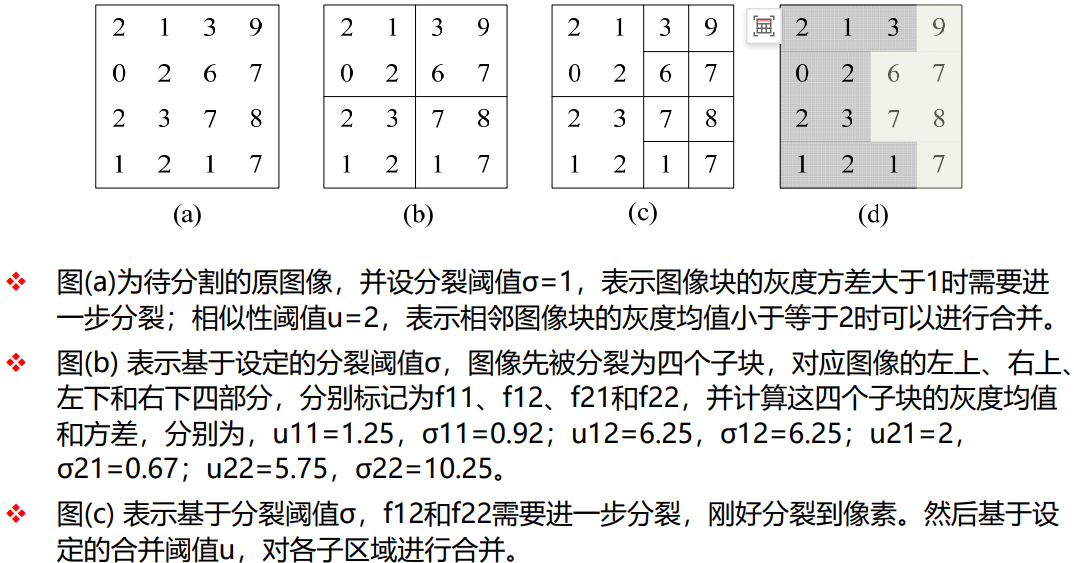 2 1 3 9 2 1 3 9 2 1 3 9 2 1 3 9
0 2 6 7 0 2 6 7 0 2 6 7 0 2 6 7
2 3 7 8 2 3 7 8 2 3 7 8 2 3 7 8
1 2 1 7 1 2 1 7 1 2 1 7 1 2 1 7
(a) (b) (c) (d)
图(a)为待分割的原图像，并设分裂阈值σ=1，表示图像块的灰度方差大于1时需要进
一步分裂；相似性阈值u=2，表示相邻图像块的灰度均值小于等于2时可以进行合并。
图(b) 表示基于设定的分裂阈值σ，图像先被分裂为四个子块，对应图像的左上、右上、
左下和右下四部分，分别标记为f11、f12、f21和f22，并计算这四个子块的灰度均值
和方差，分别为，u11=1.25，σ11=0.92；u12=6.25，σ12=6.25；u21=2，
σ21=0.67；u22=5.75，σ22=10.25。
图(c) 表示基于分裂阈值σ，f12和f22需要进一步分裂，刚好分裂到像素。然后基于设
定的合并阈值u，对各子区域进行合并。